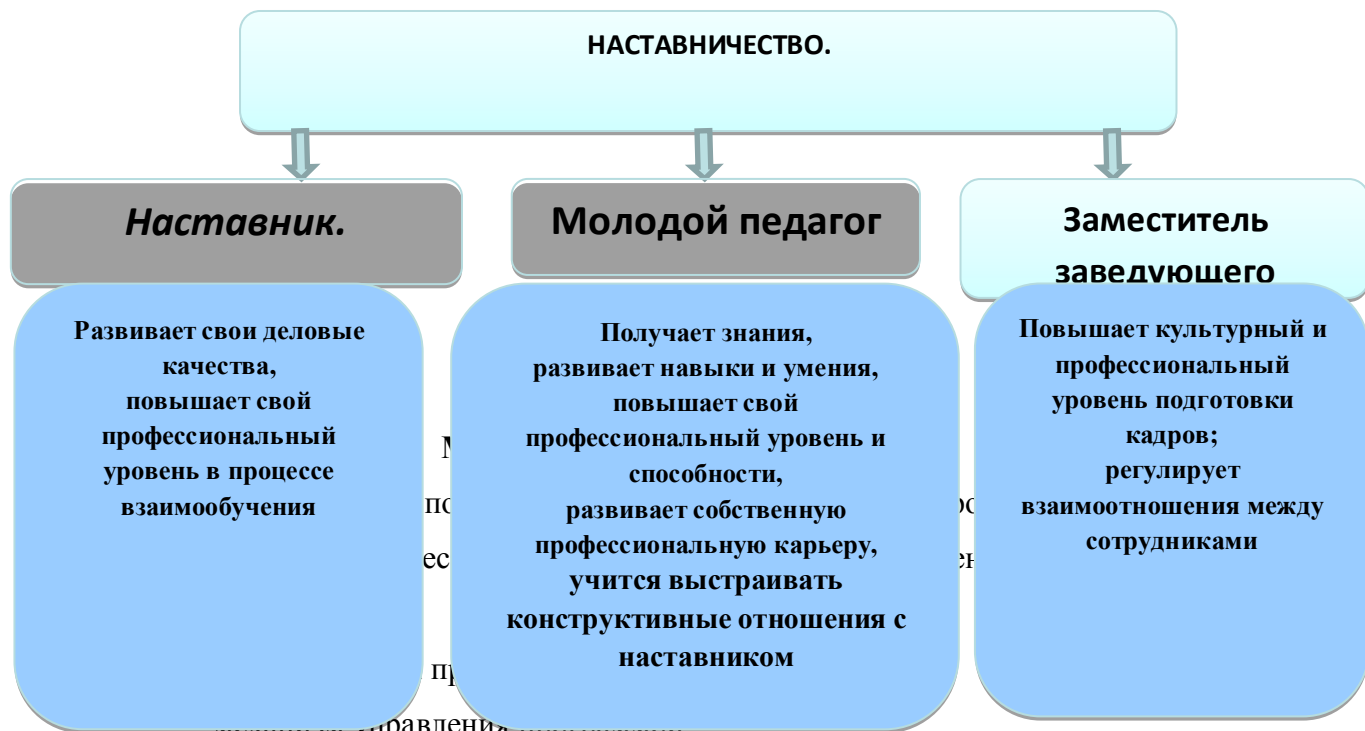 НАСТАВНИЧЕСТВО.
Наставник.
Развивает свои деловые
качества,
повышает свой
профессиональный
уровень в процессе
взаимообучения
Молодой педагог
Получает знания,
развивает навыки и умения,
повышает свой
профессиональный уровень и
способности,
развивает собственную
профессиональную карьеру,
учится выстраивать
конструктивные отношения с
наставником
Заместитель
заведующего
Повышает культурный и
профессиональный
уровень подготовки
кадров;
регулирует
взаимоотношения между
сотрудниками